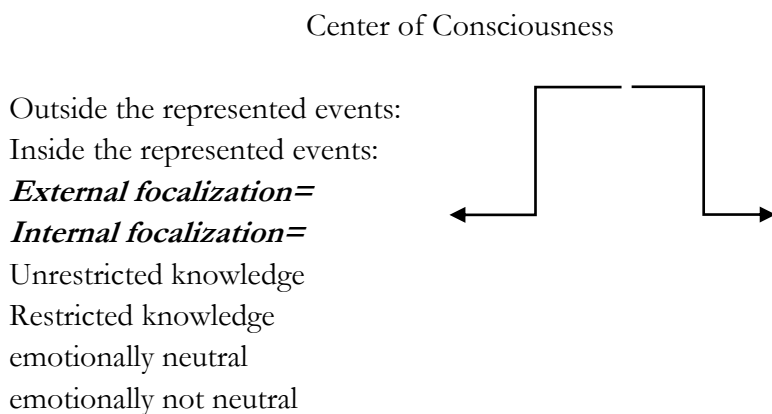 Center of Consciousness
Outside the represented events:
Inside the represented events:
External focalization=
Internal focalization=
Unrestricted knowledge
Restricted knowledge
emotionally neutral
emotionally not neutral